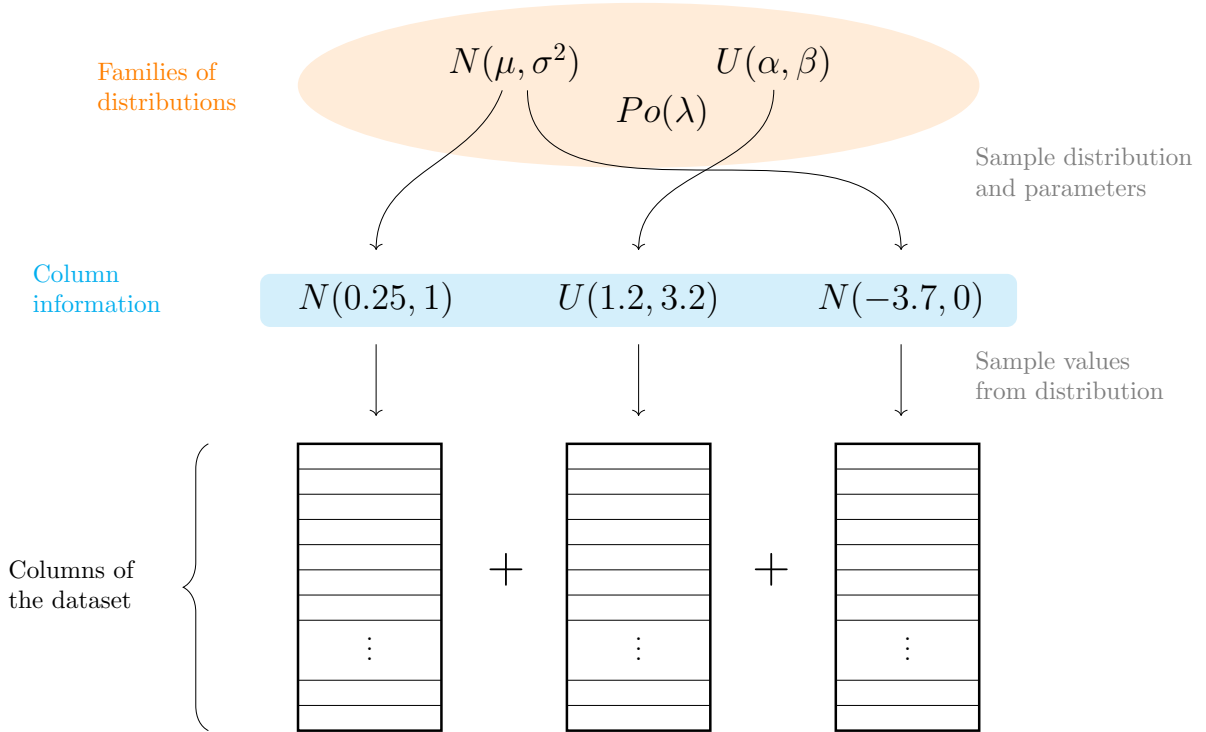 Families of
distributions
N(μ, σ²)
U(α, β)
Po(λ)
Sample distribution
and parameters
Column
information
N(0.25, 1)
U(1.2, 3.2)
N(−3.7, 0)
Sample values
from distribution
Columns of
the dataset
+
+
⋮
⋮
⋮